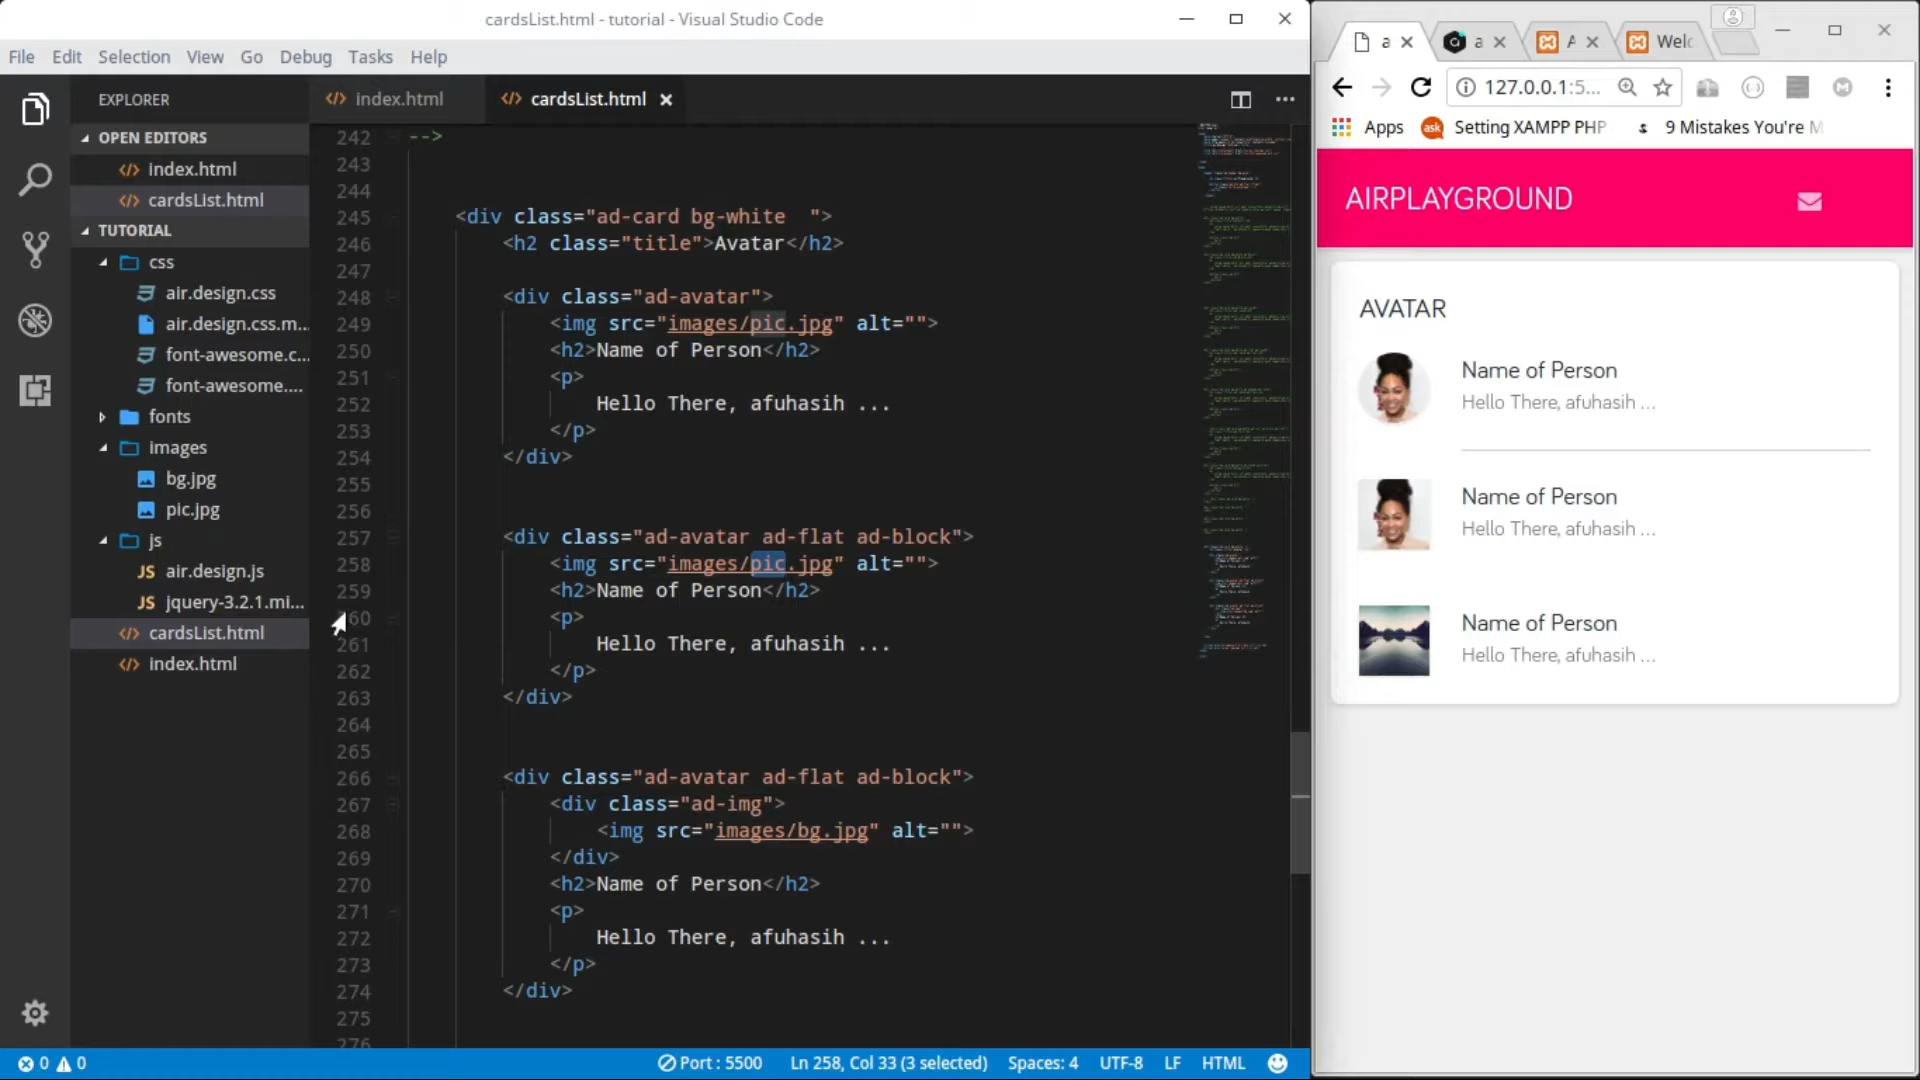 cardsList.html - tutorial - Visual Studio Code
File Edit Selection View Go Debug Tasks Help
EXPLORER
OPEN EDITORS
index.html
cardsList.html
TUTORIAL
css
air.design.css
air.design.css.m...
font-awesome.c...
font-awesome....
fonts
images
bg.jpg
pic.jpg
js
air.design.js
jquery-3.2.1.mi...
cardsList.html
index.html
index.html
cardsList.html
242 -->
243
244
245 <div class="ad-card bg-white  ">
246 <h2 class="title">Avatar</h2>
247
248 <div class="ad-avatar">
249 <img src="images/pic.jpg" alt="">
250 <h2>Name of Person</h2>
251 <p>
252 Hello There, afuhasih ...
253 </p>
254 </div>
255
256
257 <div class="ad-avatar ad-flat ad-block">
258 <img src="images/pic.jpg" alt="">
259 <h2>Name of Person</h2>
260 <p>
261 Hello There, afuhasih ...
262 </p>
263 </div>
264
265
266 <div class="ad-avatar ad-flat ad-block">
267 <div class="ad-img">
268 <img src="images/bg.jpg" alt="">
269 </div>
270 <h2>Name of Person</h2>
271 <p>
272 Hello There, afuhasih ...
273 </p>
274 </div>
275
276
0 0
Port : 5500 Ln 258, Col 33 (3 selected) Spaces: 4 UTF-8 LF HTML
a a A Welc
127.0.0.1:5...
Apps ask Setting XAMPP PHP s 9 Mistakes You're M
AIRPLAYGROUND
AVATAR
Name of Person
Hello There, afuhasih ...
Name of Person
Hello There, afuhasih ...
Name of Person
Hello There, afuhasih ...